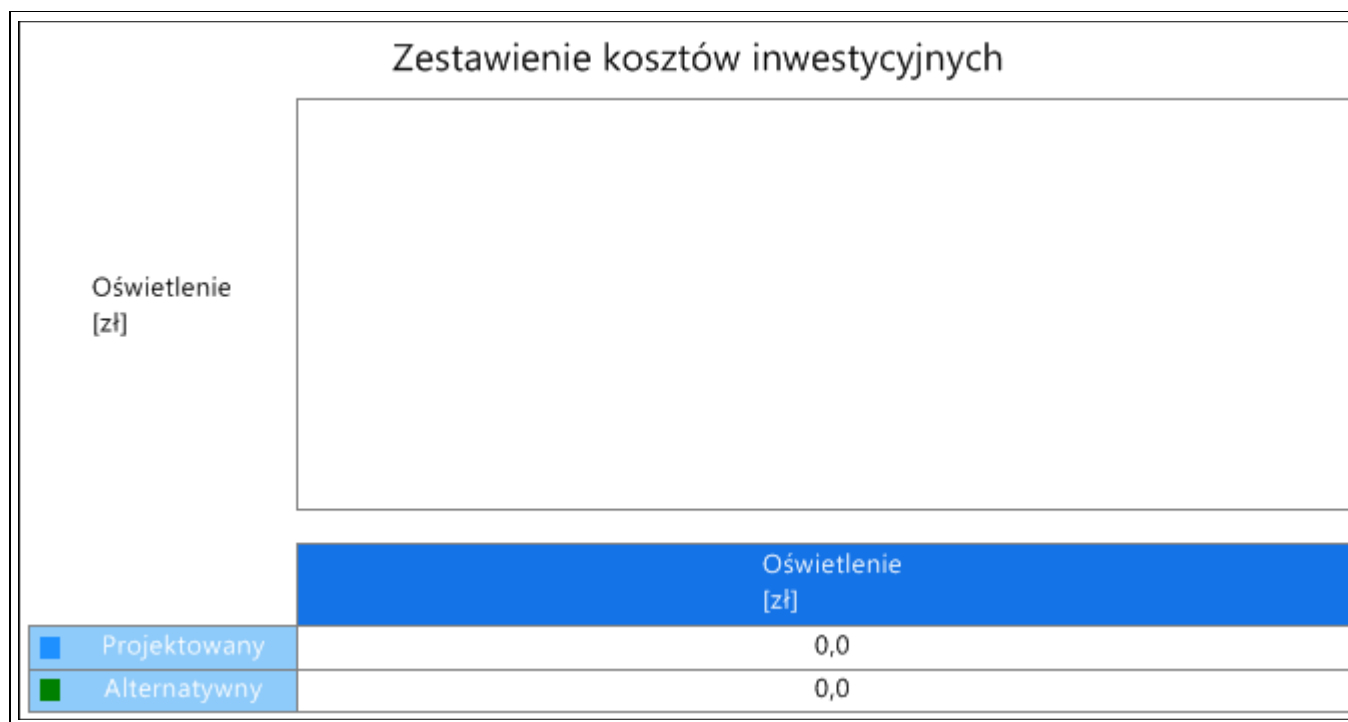 Zestawienie kosztów inwestycyjnych
Oświetlenie
[zł]
Oświetlenie
[zł]
Projektowany 0,0
Alternatywny 0,0